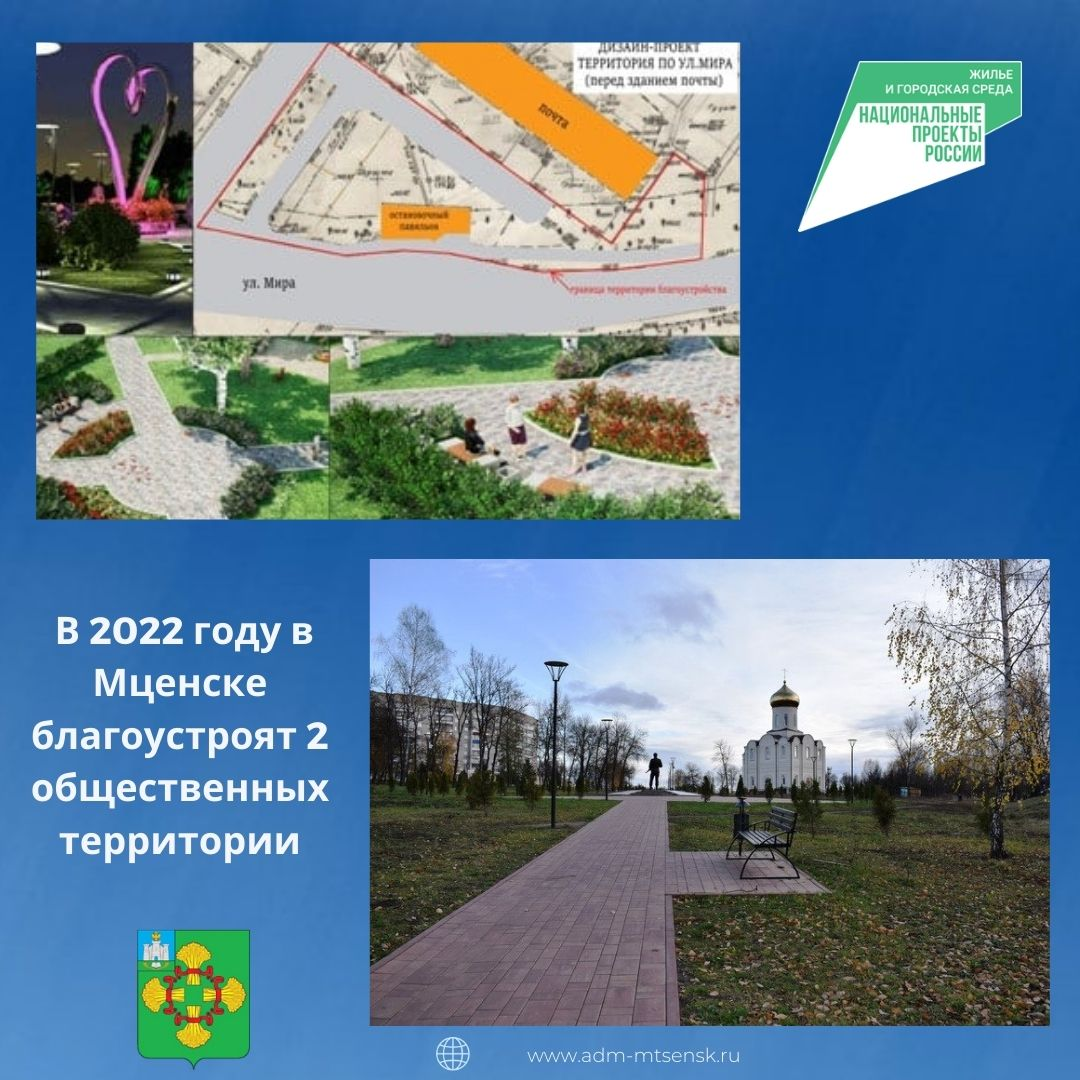 ДИЗАЙН-ПРОЕКТ
ТЕРРИТОРИЯ ПО УЛ.МИРА
(перед зданием почты)
почта
остановочный
павильон
ул. Мира
граница территории благоустройства
ЖИЛЬЕ
И ГОРОДСКАЯ СРЕДА
НАЦИОНАЛЬНЫЕ
ПРОЕКТЫ
РОССИИ
В 2022 году в
Мценске
благоустроят 2
общественных
территории
www.adm-mtsensk.ru